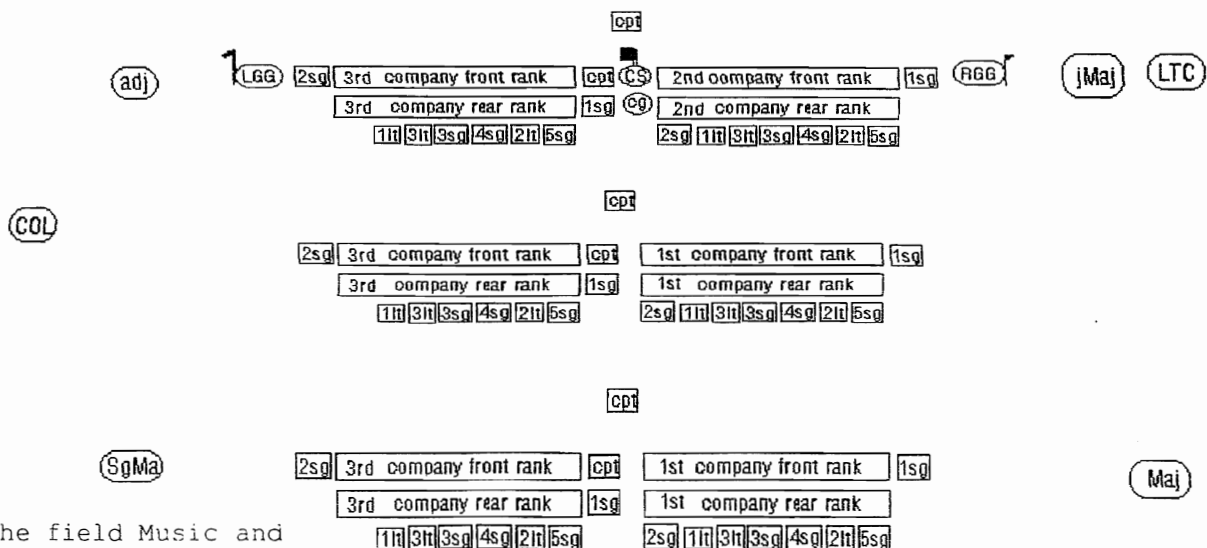 cpt
adj LGG 2sg 3rd company front rank cpt CS 2nd oompany front rank 1sg RGG jMaj LTC
3rd company rear rank 1sg cg 2nd company rear rank
1lt 3lt 3sg 4sg 2lt 5sg 2sg 1lt 3lt 3sg 4sg 2lt 5sg
cpt
COL
2sg 3rd company front rank cpt 1st company front rank 1sg
3rd company rear rank 1sg 1st company rear rank
1lt 3lt 3sg 4sg 2lt 5sg 2sg 1lt 3lt 3sg 4sg 2lt 5sg
cpt
SgMa 2sg 3rd company front rank cpt 1st company front rank 1sg Maj
3rd company rear rank 1sg 1st company rear rank
he field Music and 1lt 3lt 3sg 4sg 2lt 5sg 2sg 1lt 3lt 3sg 4sg 2lt 5sg